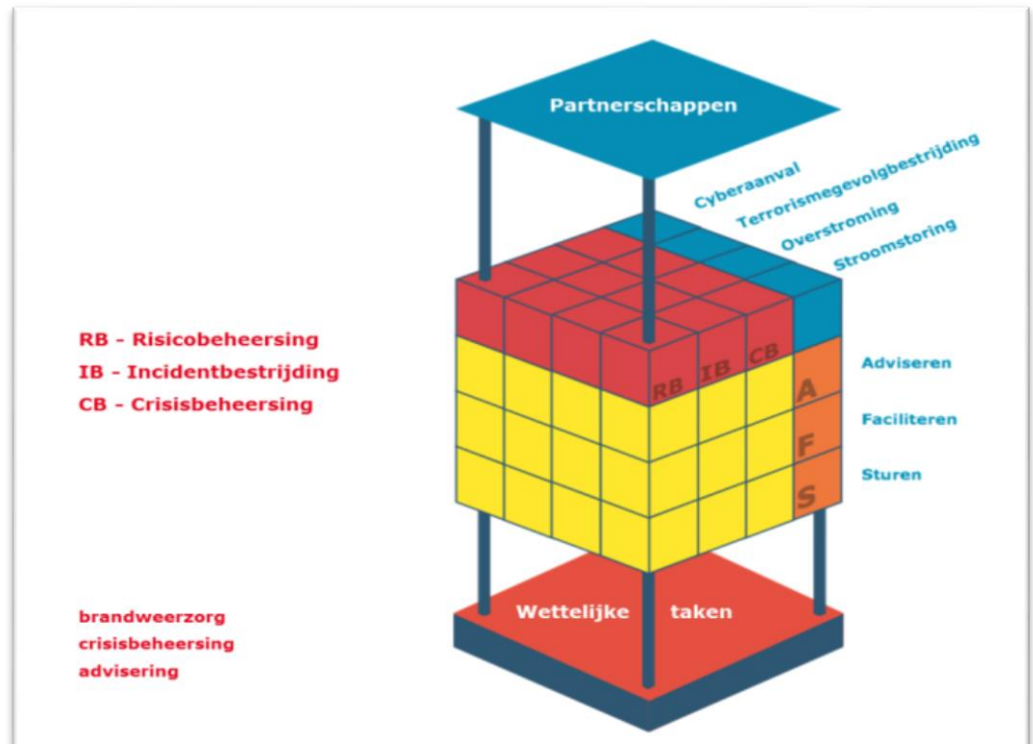 Partnerschappen
Cyberaanval
Terrorismegevolgbestrijding
Overstroming
Stroomstoring
RB - Risicobeheersing
IB - Incidentbestrijding
CB - Crisisbeheersing
RB IB CB
A
F
S
Adviseren
Faciliteren
Sturen
Wettelijke taken
brandweerzorg
crisisbeheersing
advisering